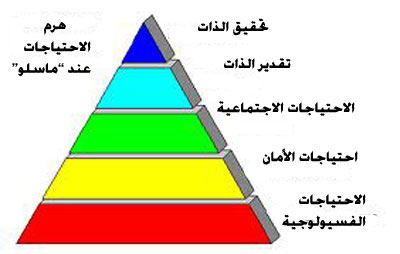 هرم
الاحتياجات
عند “ماسلو”
تحقيق الذات
تقدير الذات
الاحتياجات الاجتماعية
احتياجات الأمان
الاحتياجات
الفسيولوجية